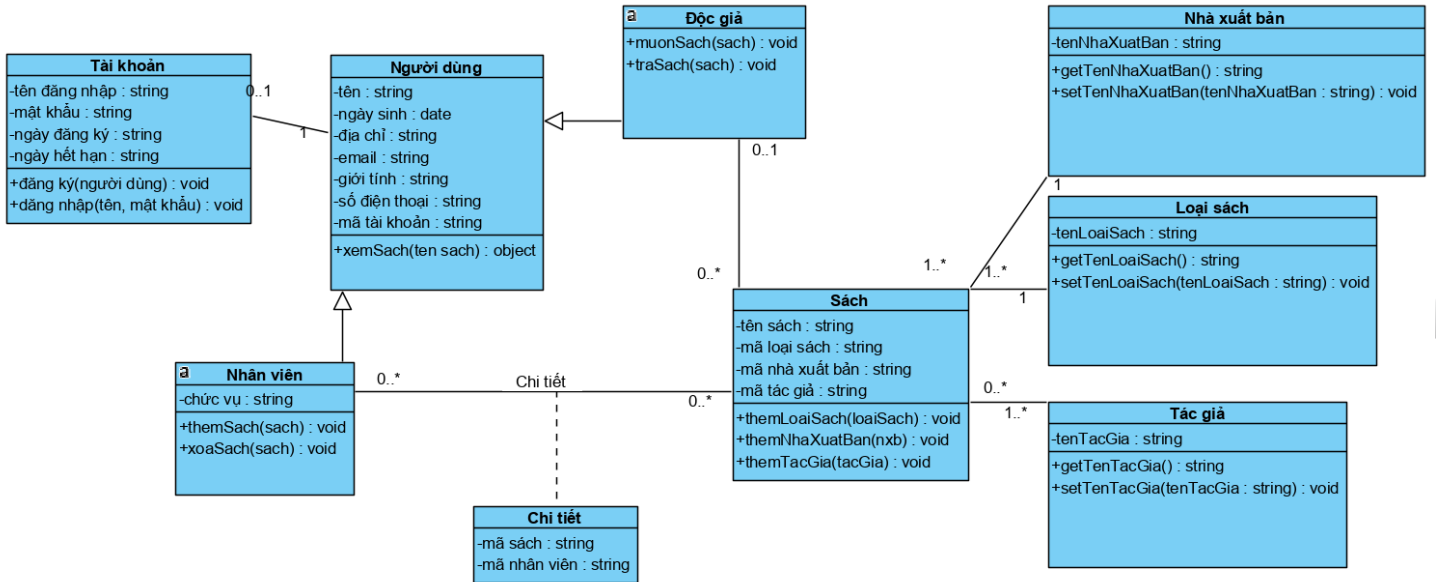 Tài khoản
-tên đăng nhập : string
-mật khẩu : string
-ngày đăng ký : string
-ngày hết hạn : string
+đăng ký(người dùng) : void
+dăng nhập(tên, mật khẩu) : void
0..1
1
Người dùng
-tên : string
-ngày sinh : date
-địa chỉ : string
-email : string
-giới tính : string
-số điện thoại : string
-mã tài khoản : string
+xemSach(ten sach) : object
a
Độc giả
+muonSach(sach) : void
+traSach(sach) : void
0..1
0..*
Nhà xuất bản
-tenNhaXuatBan : string
+getTenNhaXuatBan() : string
+setTenNhaXuatBan(tenNhaXuatBan : string) : void
1
1..*
Loại sách
-tenLoaiSach : string
+getTenLoaiSach() : string
+setTenLoaiSach(tenLoaiSach : string) : void
1..*
1
Sách
-tên sách : string
-mã loại sách : string
-mã nhà xuất bản : string
-mã tác giả : string
+themLoaiSach(loaiSach) : void
+themNhaXuatBan(nxb) : void
+themTacGia(tacGia) : void
a
Nhân viên
-chức vụ : string
+themSach(sach) : void
+xoaSach(sach) : void
0..*
Chi tiết
0..*
0..*
1..*
Tác giả
-tenTacGia : string
+getTenTacGia() : string
+setTenTacGia(tenTacGia : string) : void
Chi tiết
-mã sách : string
-mã nhân viên : string